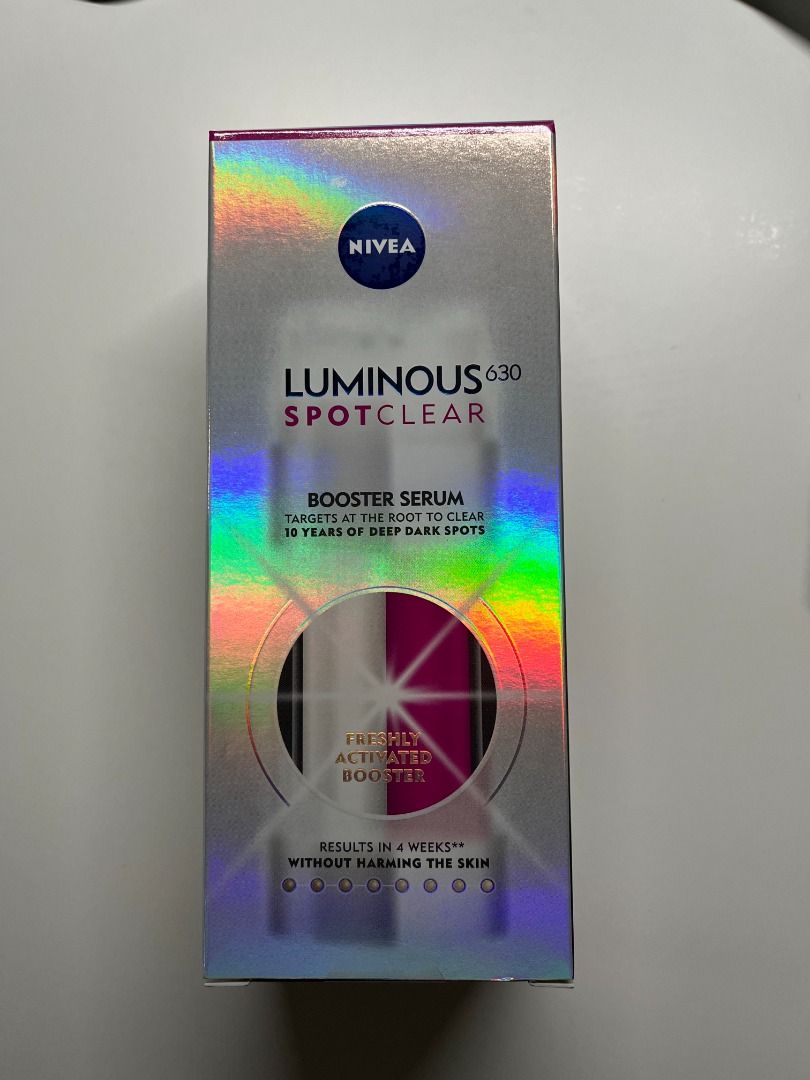 NIVEA
LUMINOUS630
SPOTCLEAR
BOOSTER SERUM
TARGETS AT THE ROOT TO CLEAR
10 YEARS OF DEEP DARK SPOTS
FRESHLY
ACTIVATED
BOOSTER
RESULTS IN 4 WEEKS**
WITHOUT HARMING THE SKIN